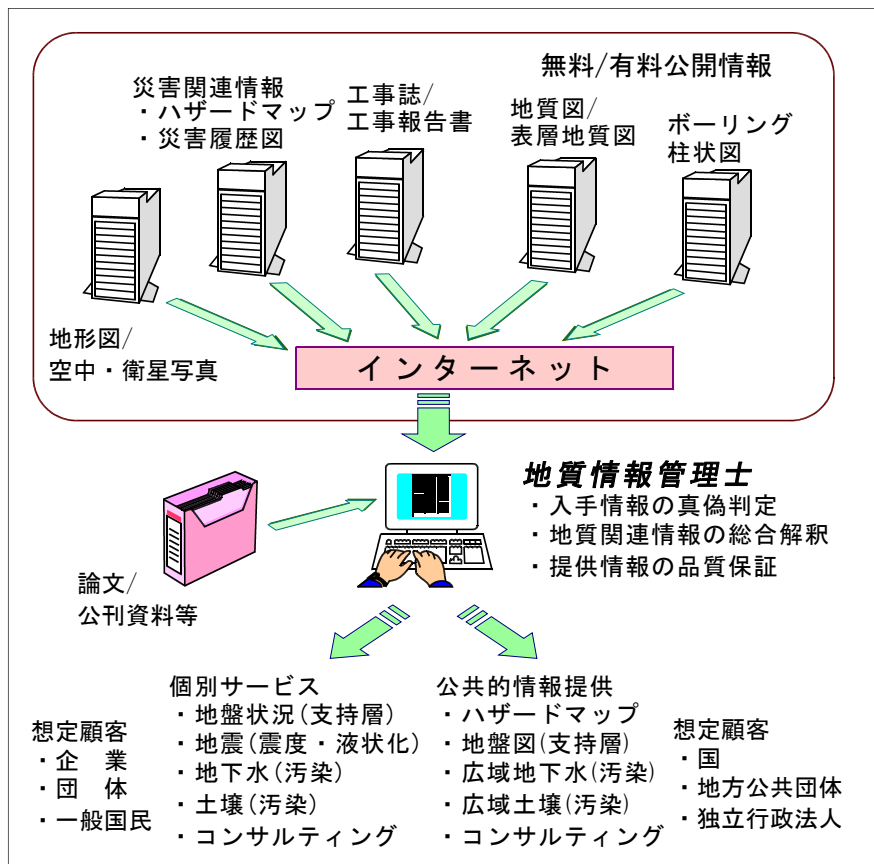 無料/有料公開情報
災害関連情報
・ハザードマップ
・災害履歴図
工事誌/
工事報告書
地質図/
表層地質図
ボーリング
柱状図
地形図/
空中・衛星写真
インターネット
地質情報管理士
・入手情報の真偽判定
・地質関連情報の総合解釈
・提供情報の品質保証
論文/
公刊資料等
想定顧客
・企　業
・団　体
・一般国民
個別サービス
・地盤状況(支持層)
・地震(震度・液状化)
・地下水(汚染)
・土壌(汚染)
・コンサルティング
公共的情報提供
・ハザードマップ
・地盤図(支持層)
・広域地下水(汚染)
・広域土壌(汚染)
・コンサルティング
想定顧客
・国
・地方公共団体
・独立行政法人